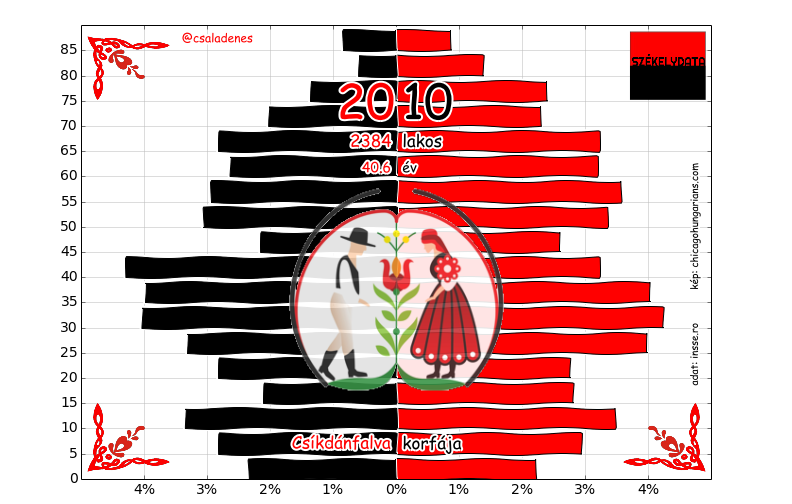 @csaladenes
SZÉKELYDATA
2010
2384 lakos
40.6 év
kép: chicagohungarians.com
adat: insse.ro
Csíkdánfalva korfája
85
80
75
70
65
60
55
50
45
40
35
30
25
20
15
10
5
0
4% 3% 2% 1% 0% 1% 2% 3% 4%